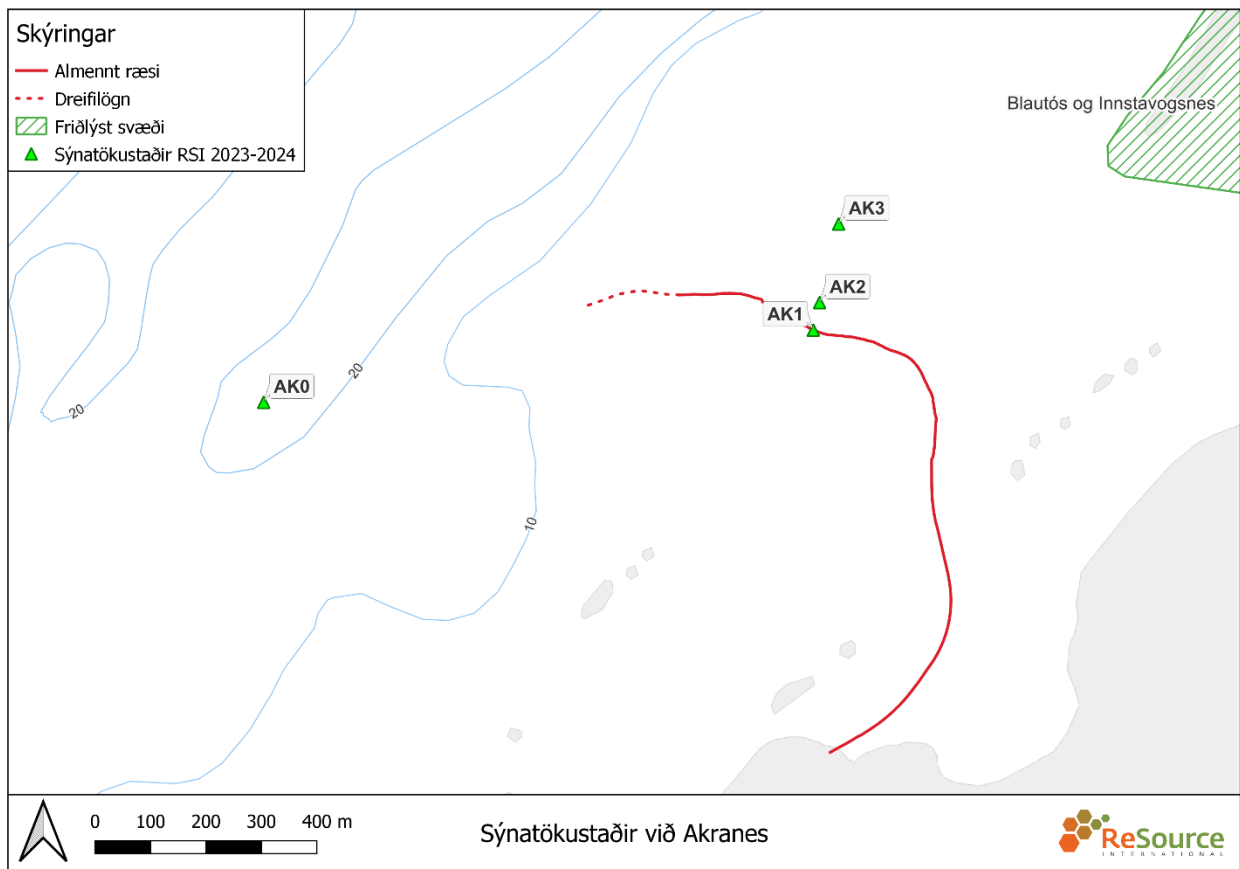 Skýringar
Almennt ræsi
Dreifilögn
Friðlýst svæði
Sýnatökustaðir RSI 2023-2024
Blautós og Innstavogsnes
AK3
AK2
AK1
AK0
20
20
10
0 100 200 300 400 m
Sýnatökustaðir við Akranes
ReSource
INTERNATIONAL